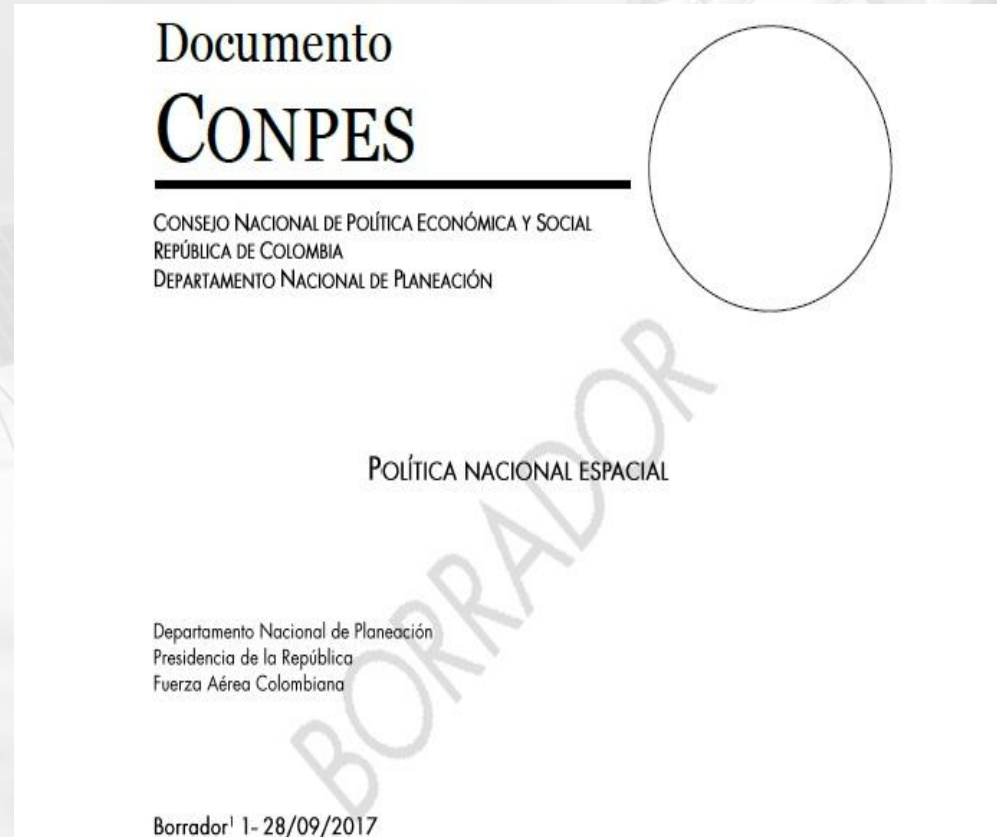 Documento
CONPES
CONSEJO NACIONAL DE POLÍTICA ECONÓMICA Y SOCIAL
REPÚBLICA DE COLOMBIA
DEPARTAMENTO NACIONAL DE PLANEACIÓN
POLÍTICA NACIONAL ESPACIAL
BORRADOR
Departamento Nacional de Planeación
Presidencia de la República
Fuerza Aérea Colombiana
Borrador¹ 1- 28/09/2017